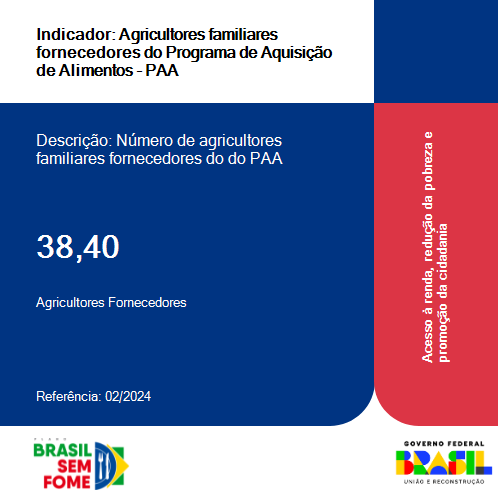 Indicador: Agricultores familiares
fornecedores do Programa de Aquisição
de Alimentos - PAA
Descrição: Número de agricultores
familiares fornecedores do do PAA
38,40
Agricultores Fornecedores
Referência: 02/2024
Acesso à renda, redução da pobreza e
promoção da cidadania
PLANO
BRASIL
SEM
FOME
GOVERNO FEDERAL
BRASIL
UNIÃO E RECONSTRUÇÃO